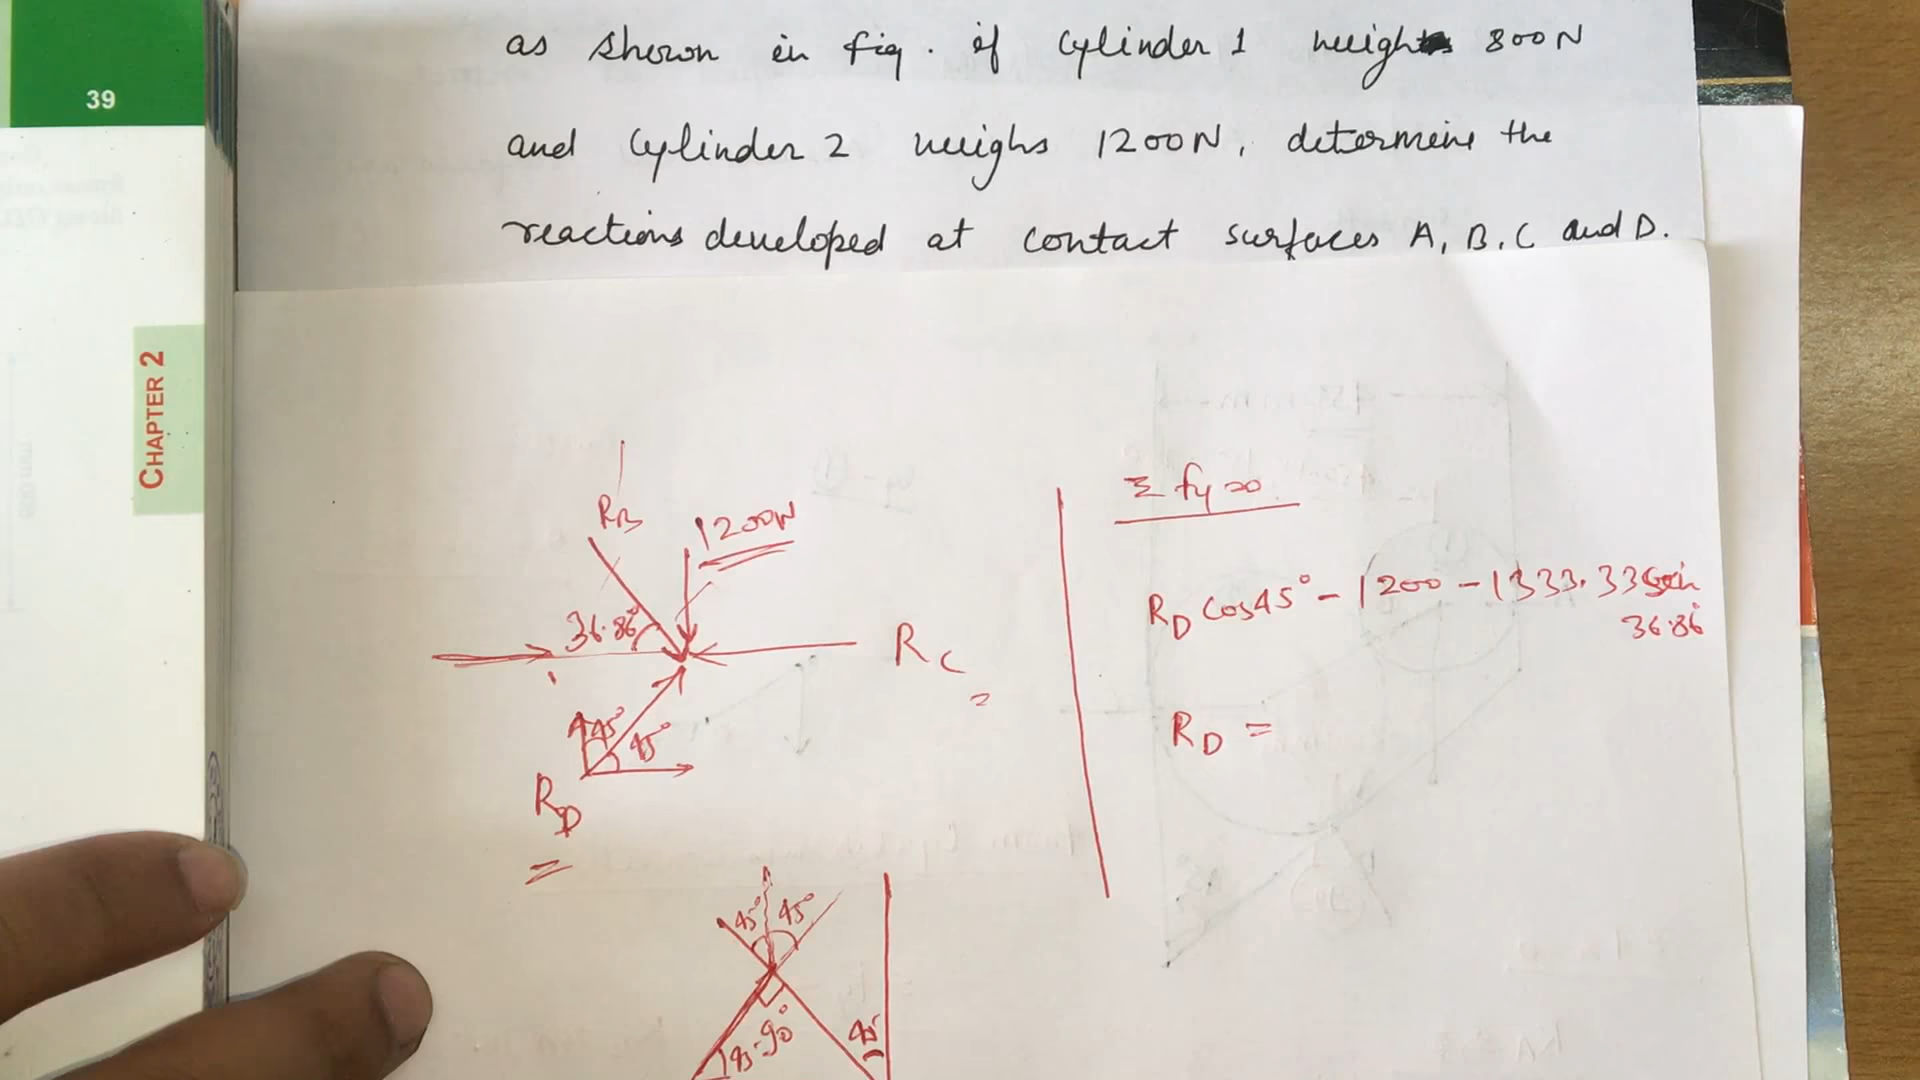 39
as shown in fig. if cylinder 1 weighs 800N
and cylinder 2 weighs 1200N, determine the
reactions developed at contact surfaces A, B, C and D.
CHAPTER 2
RB
1200N
36.86°
RC
45°
45°
RD
45° 45°
90°
45°
Σfy=0
RD cos45° - 1200 - 1333.33 sin
36.86°
RD =